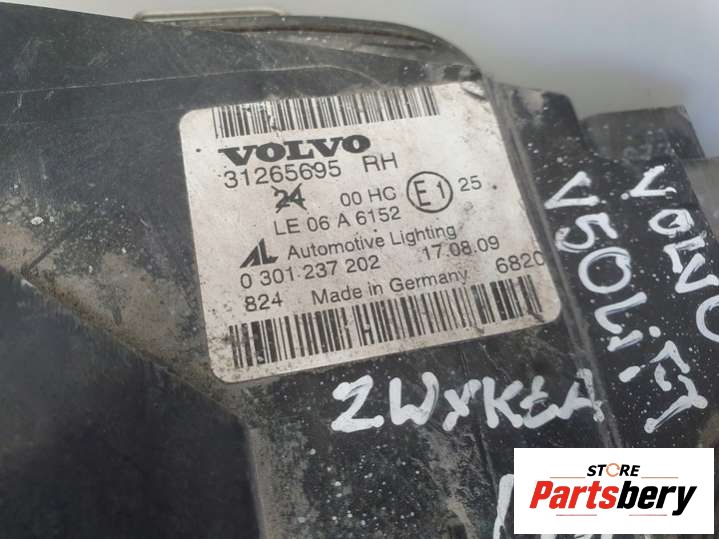 VOLVO
31265695 RH
24 00 HC E1 25
LE 06 A 6152
AL Automotive Lighting
0 301 237 202 17.08.09
824 Made in Germany 6820
VOLVO
V50 LIFT
ZWYKŁA
STORE
Partsbery